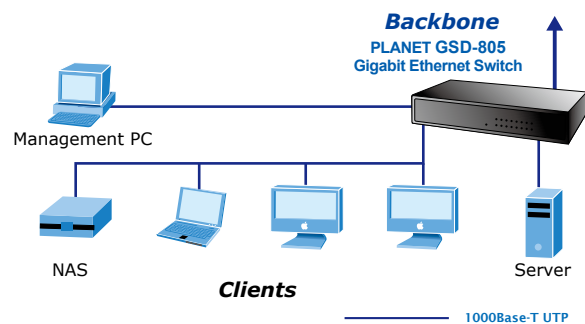 Backbone
PLANET GSD-805
Gigabit Ethernet Switch
Management PC
NAS
Server
Clients
1000Base-T UTP